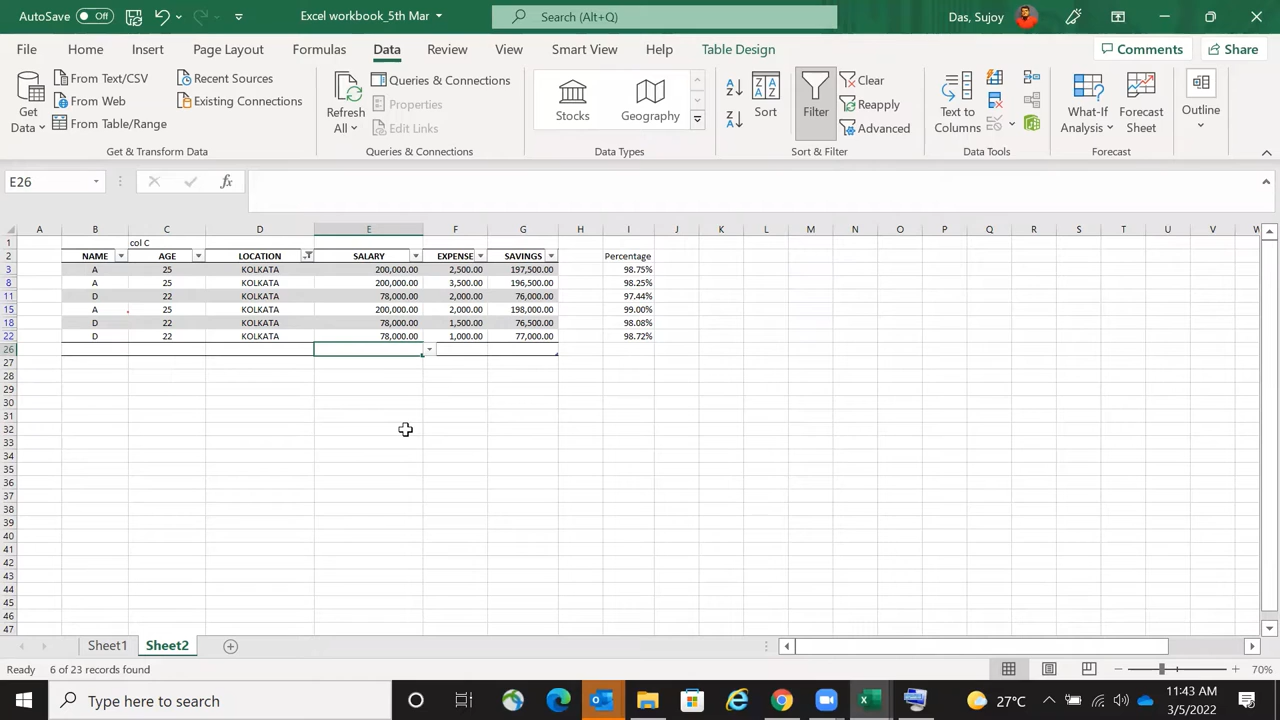 AutoSave Off Excel workbook_5th Mar Search (Alt+Q) Das, Sujoy
File Home Insert Page Layout Formulas Data Review View Smart View Help Table Design Comments Share
Get Data From Text/CSV From Web From Table/Range Recent Sources Existing Connections
Refresh All Queries & Connections Properties Edit Links
Stocks Geography
Sort Filter Clear Reapply Advanced
Text to Columns What-If Analysis Forecast Sheet Outline
Get & Transform Data Queries & Connections Data Types Sort & Filter Data Tools Forecast
E26 fx
A B C D E F G H I J K L M N O P Q R S T U V W
1 col C
2 NAME AGE LOCATION SALARY EXPENSE SAVINGS Percentage
3 A 25 KOLKATA 200,000.00 2,500.00 197,500.00 98.75%
8 A 25 KOLKATA 200,000.00 3,500.00 196,500.00 98.25%
11 D 22 KOLKATA 78,000.00 2,000.00 76,000.00 97.44%
15 A 25 KOLKATA 200,000.00 2,000.00 198,000.00 99.00%
18 D 22 KOLKATA 78,000.00 1,500.00 76,500.00 98.08%
22 D 22 KOLKATA 78,000.00 1,000.00 77,000.00 98.72%
26
27
28
29
30
31
32
33
34
35
36
37
38
39
40
41
42
43
44
45
46
47
Sheet1 Sheet2
Ready 6 of 23 records found 70%
Type here to search 27°C 11:43 AM
3/5/2022